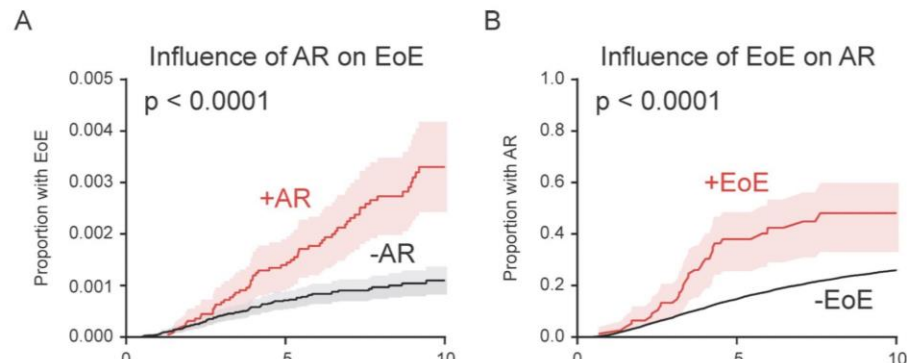 A
Influence of AR on EoE
0.005
0.004
0.003
0.002
0.001
0.000
Proportion with EoE
p < 0.0001
+AR
-AR
0
5
10
B
Influence of EoE on AR
1.0
0.8
0.6
0.4
0.2
0.0
Proportion with AR
p < 0.0001
+EoE
-EoE
0
5
10